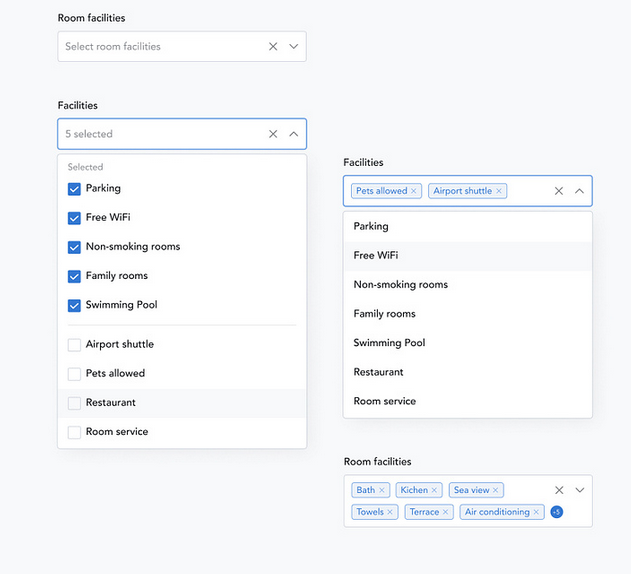 Room facilities
Select room facilities
Facilities
5 selected
Selected
Parking
Free WiFi
Non-smoking rooms
Family rooms
Swimming Pool
Airport shuttle
Pets allowed
Restaurant
Room service
Facilities
Pets allowed Airport shuttle
Parking
Free WiFi
Non-smoking rooms
Family rooms
Swimming Pool
Restaurant
Room service
Room facilities
Bath Kichen Sea view
Towels Terrace Air conditioning +5